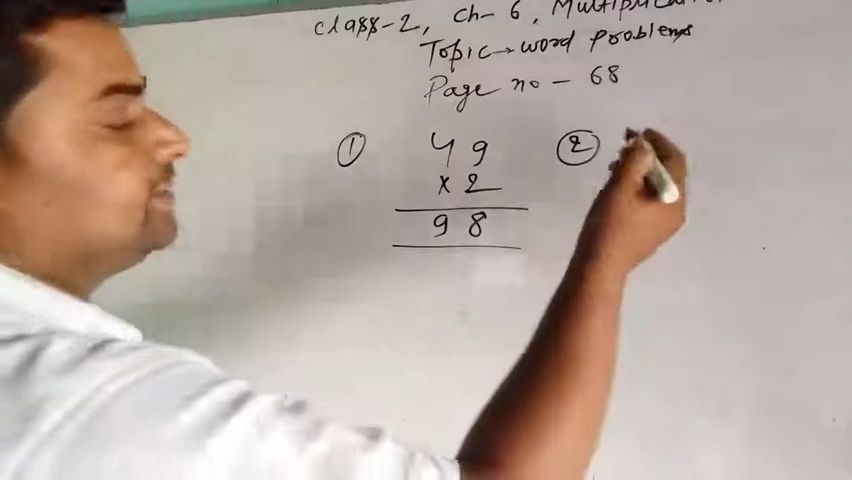 Class-2, Ch-6,
Topic→word problems
Page no - 68
① 49 ②
x 2
98